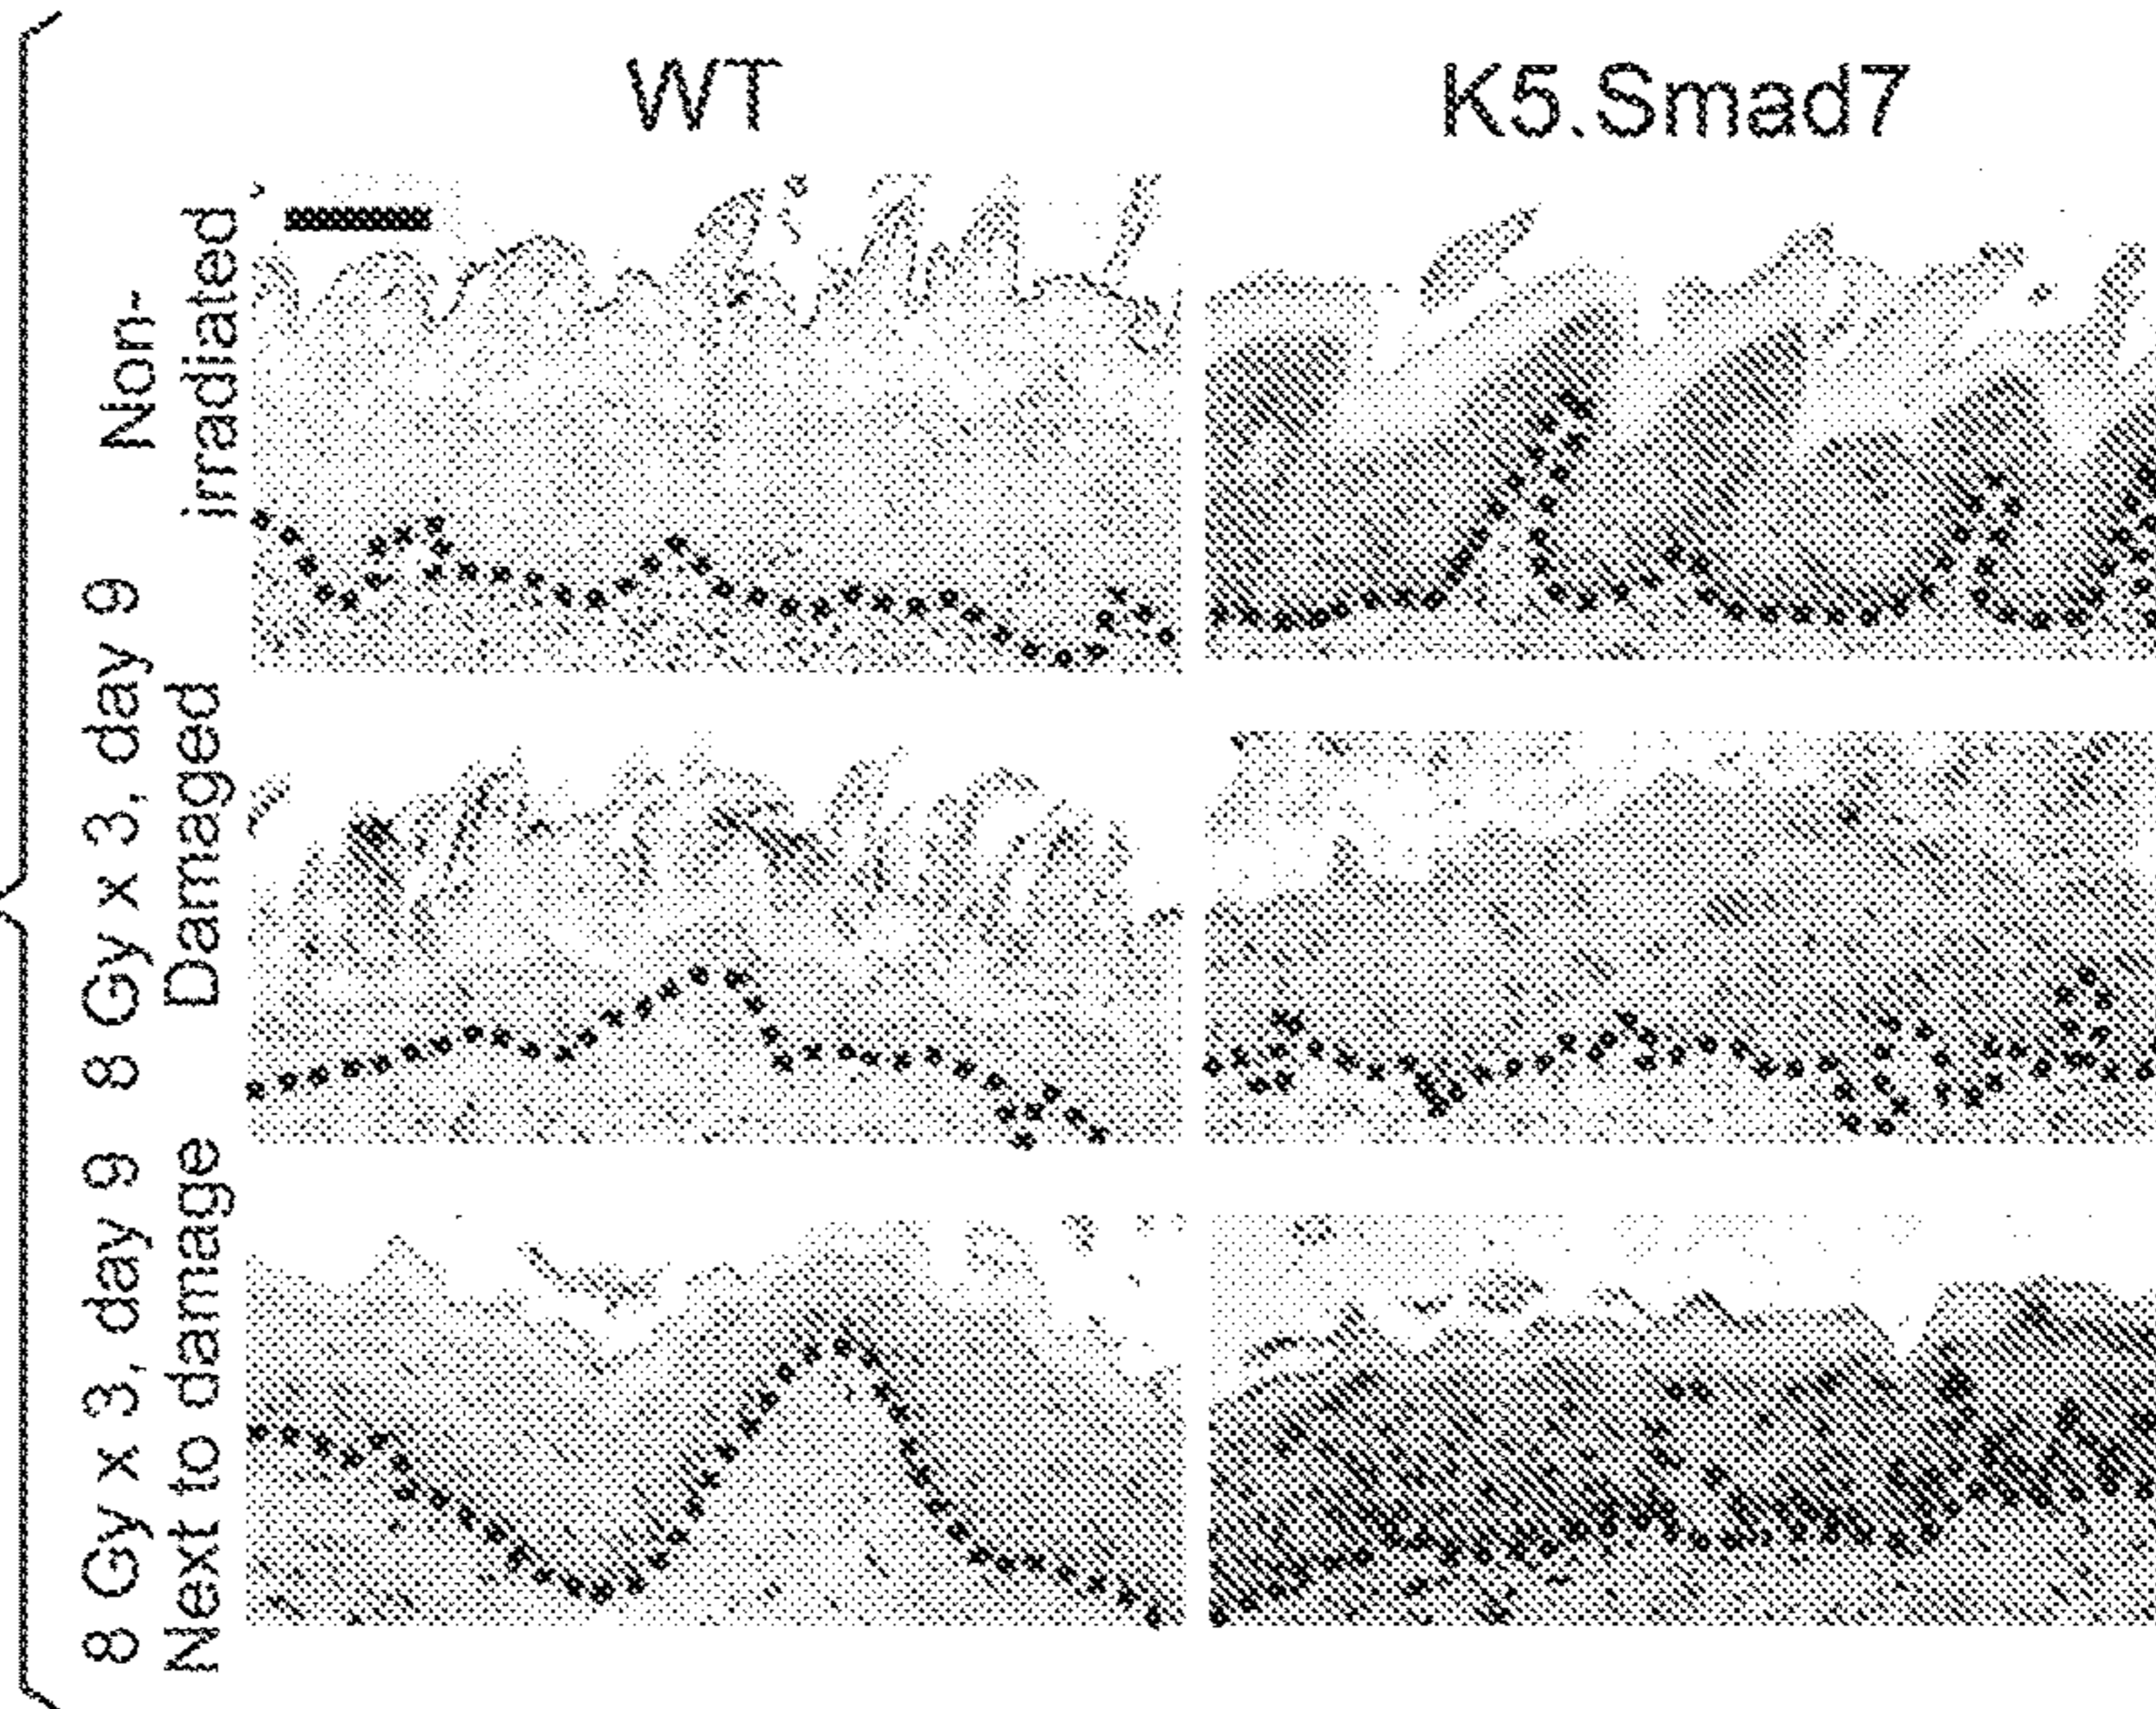 WT
K5.Smad7
Non-
irradiated
8 Gy x 3, day 9
Damaged
8 Gy x 3, day 9
Next to damage